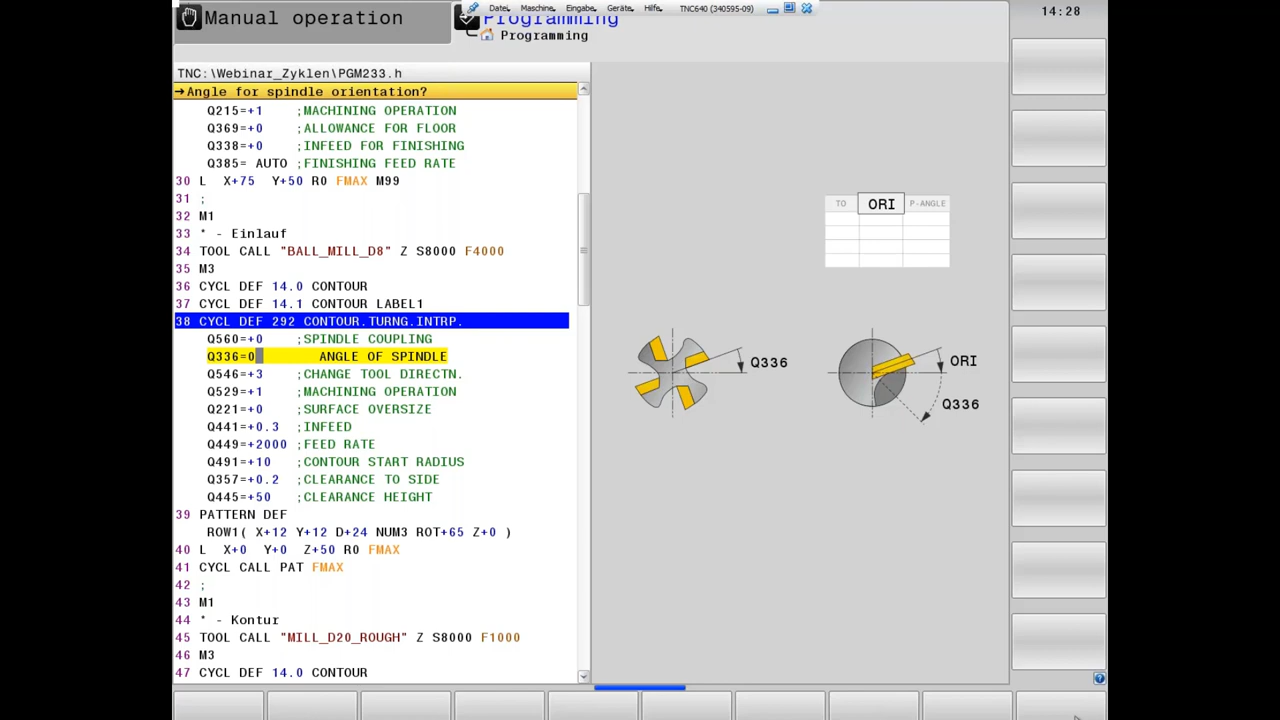 Manual operation
Datei Maschine Eingabe Geräte Hilfe TNC640 (340595-09)
Programming
Programming
14:28
TNC:\Webinar_Zyklen\PGM233.h
→Angle for spindle orientation?
Q215=+1 ;MACHINING OPERATION
Q369=+0 ;ALLOWANCE FOR FLOOR
Q338=+0 ;INFEED FOR FINISHING
Q385= AUTO ;FINISHING FEED RATE
30 L X+75 Y+50 R0 FMAX M99
31 ;
32 M1
33 * - Einlauf
34 TOOL CALL "BALL_MILL_D8" Z S8000 F4000
35 M3
36 CYCL DEF 14.0 CONTOUR
37 CYCL DEF 14.1 CONTOUR LABEL1
38 CYCL DEF 292 CONTOUR.TURNG.INTRP.
Q560=+0 ;SPINDLE COUPLING
Q336=0 ANGLE OF SPINDLE
Q546=+3 ;CHANGE TOOL DIRECTN.
Q529=+1 ;MACHINING OPERATION
Q221=+0 ;SURFACE OVERSIZE
Q441=+0.3 ;INFEED
Q449=+2000 ;FEED RATE
Q491=+10 ;CONTOUR START RADIUS
Q357=+0.2 ;CLEARANCE TO SIDE
Q445=+50 ;CLEARANCE HEIGHT
39 PATTERN DEF
ROW1( X+12 Y+12 D+24 NUM3 ROT+65 Z+0 )
40 L X+0 Y+0 Z+50 R0 FMAX
41 CYCL CALL PAT FMAX
42 ;
43 M1
44 * - Kontur
45 TOOL CALL "MILL_D20_ROUGH" Z S8000 F1000
46 M3
47 CYCL DEF 14.0 CONTOUR
TO ORI P-ANGLE
Q336
ORI
Q336